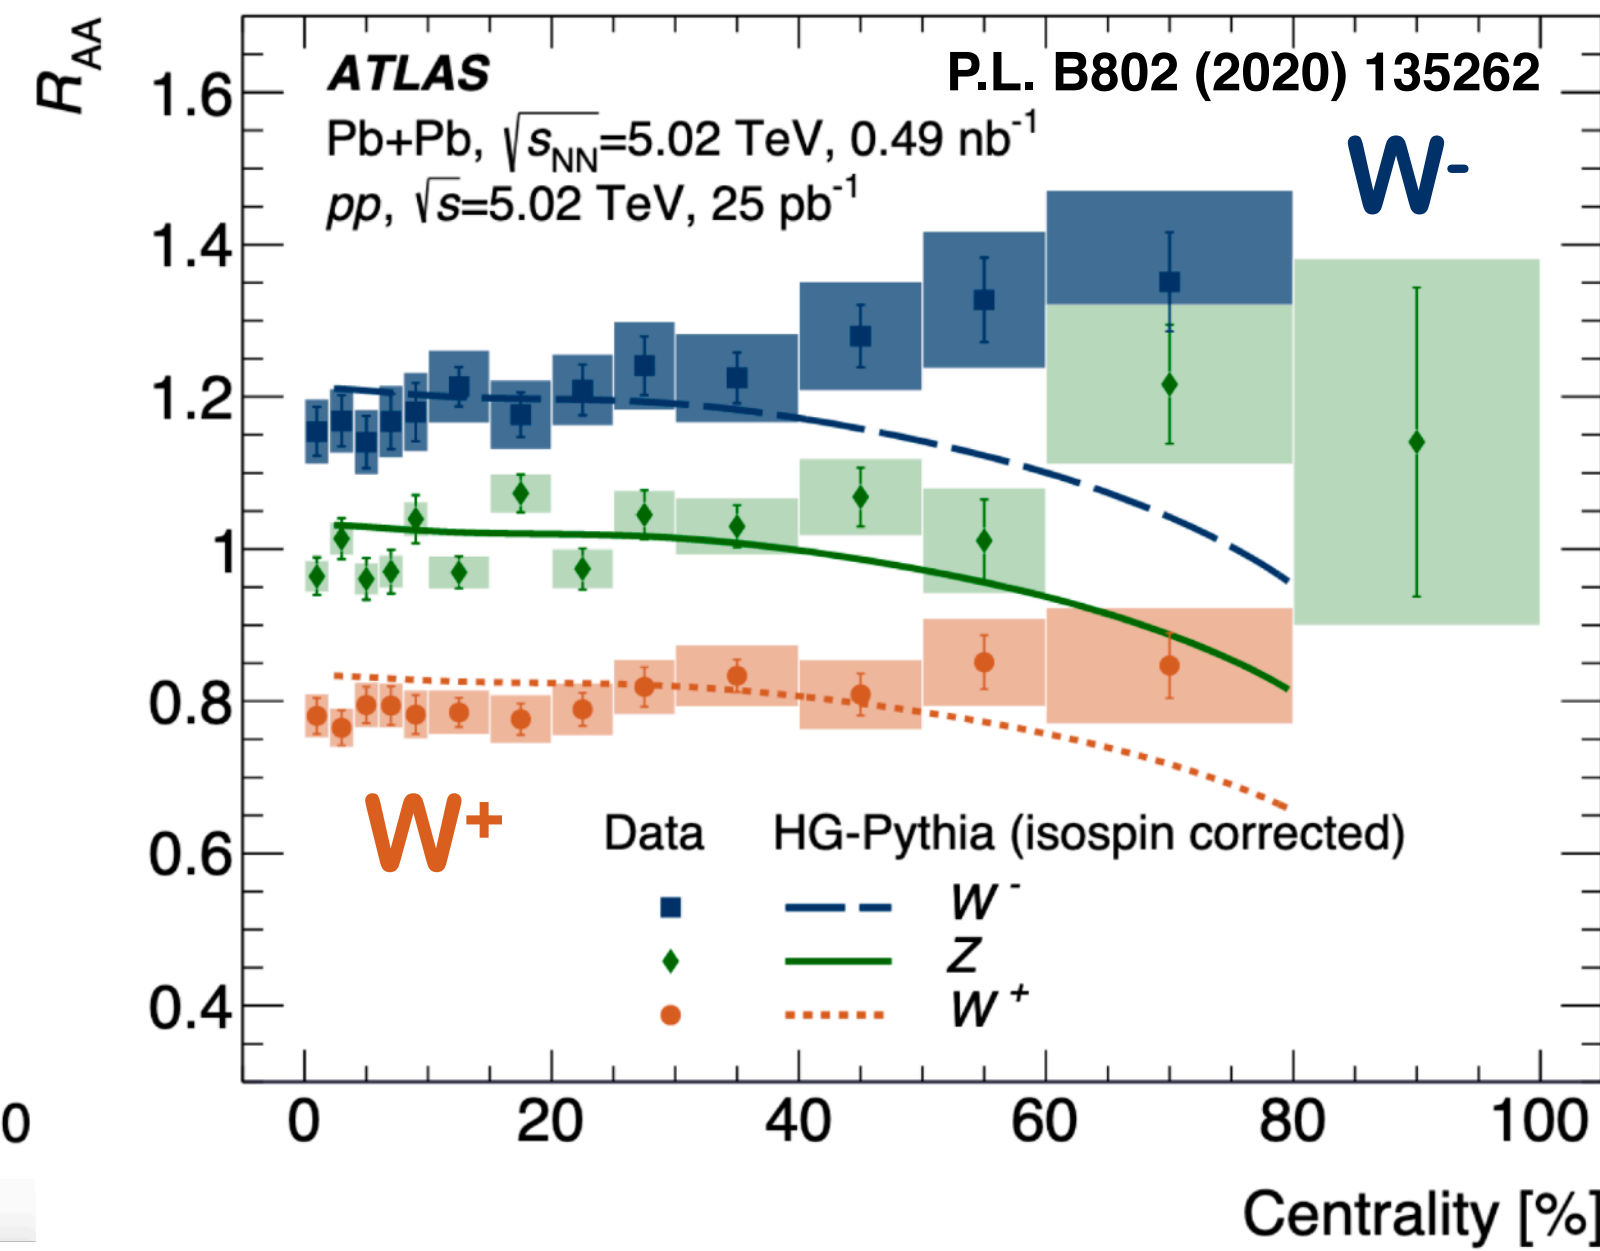 R_AA
ATLAS
P.L. B802 (2020) 135262
Pb+Pb, √s_NN=5.02 TeV, 0.49 nb⁻¹
pp, √s=5.02 TeV, 25 pb⁻¹
W⁻
1.6
1.4
1.2
1
0.8
0.6
0.4
W⁺
Data HG-Pythia (isospin corrected)
W⁻
Z
W⁺
0
0 20 40 60 80 100
Centrality [%]